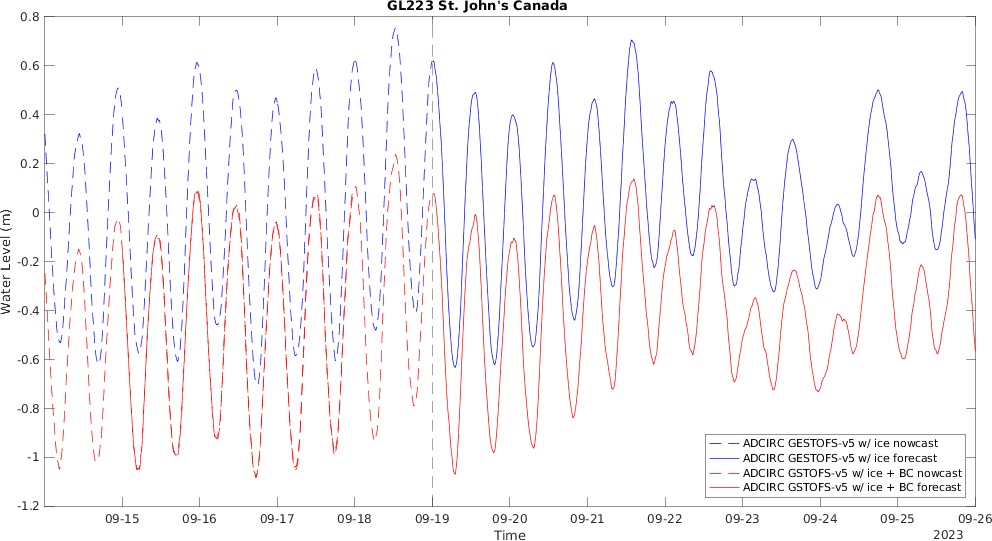 GL223 St. John's Canada
0.8
0.6
0.4
0.2
0
-0.2
-0.4
-0.6
-0.8
-1
-1.2
Water Level (m)
ADCIRC GESTOFS-v5 w/ ice nowcast
ADCIRC GESTOFS-v5 w/ ice forecast
ADCIRC GSTOFS-v5 w/ ice + BC nowcast
ADCIRC GSTOFS-v5 w/ ice + BC forecast
09-15 09-16 09-17 09-18 09-19 09-20 09-21 09-22 09-23 09-24 09-25 09-26
Time
2023